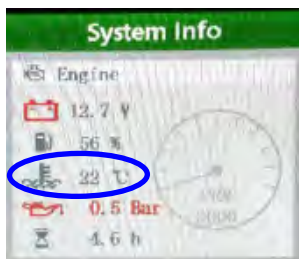 System Info
Engine
12.7 V
56 %
22 ℃
0.5 Bar
4.6 h